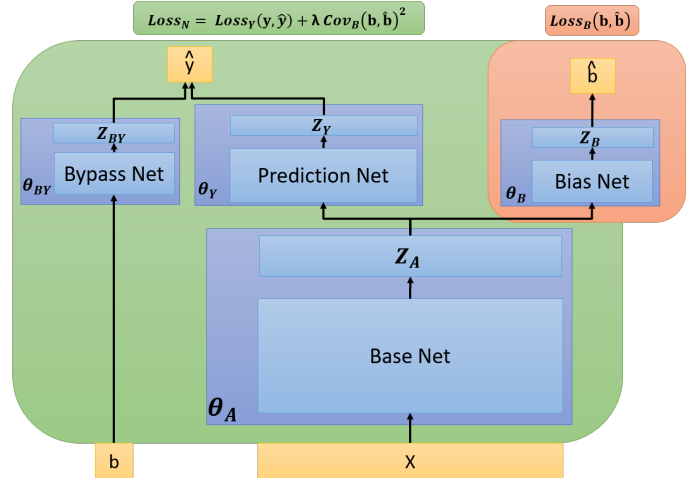 Loss_N = Loss_Y(y, ŷ) + λ Cov_B(b, b̂)²
Loss_B(b, b̂)
ŷ
b̂
Z_BY
Z_Y
Z_B
Bypass Net
Prediction Net
Bias Net
θ_BY
θ_Y
θ_B
Z_A
Base Net
θ_A
b
X